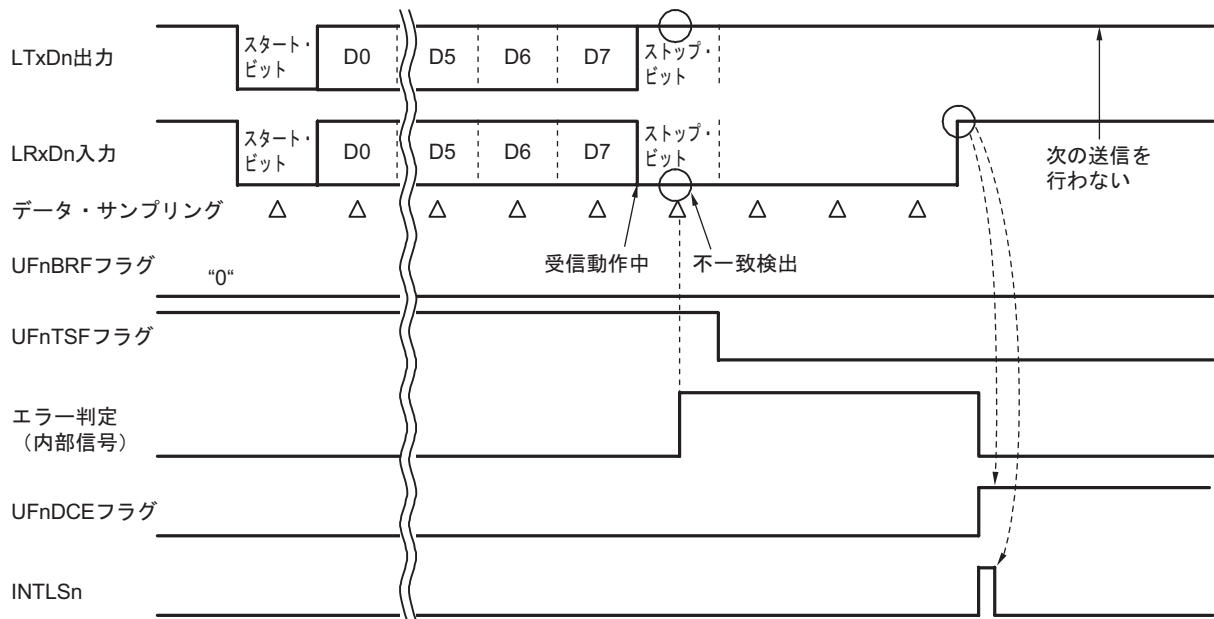 LTxDn出力
スタート・
ビット
D0
D5
D6
D7
ストップ・
ビット
LRxDn入力
スタート・
ビット
D0
D5
D6
D7
ストップ・
ビット
次の送信を
行わない
データ・サンプリング
受信動作中
不一致検出
UFnBRFフラグ
“0“
UFnTSFフラグ
エラー判定
（内部信号）
UFnDCEフラグ
INTLSn